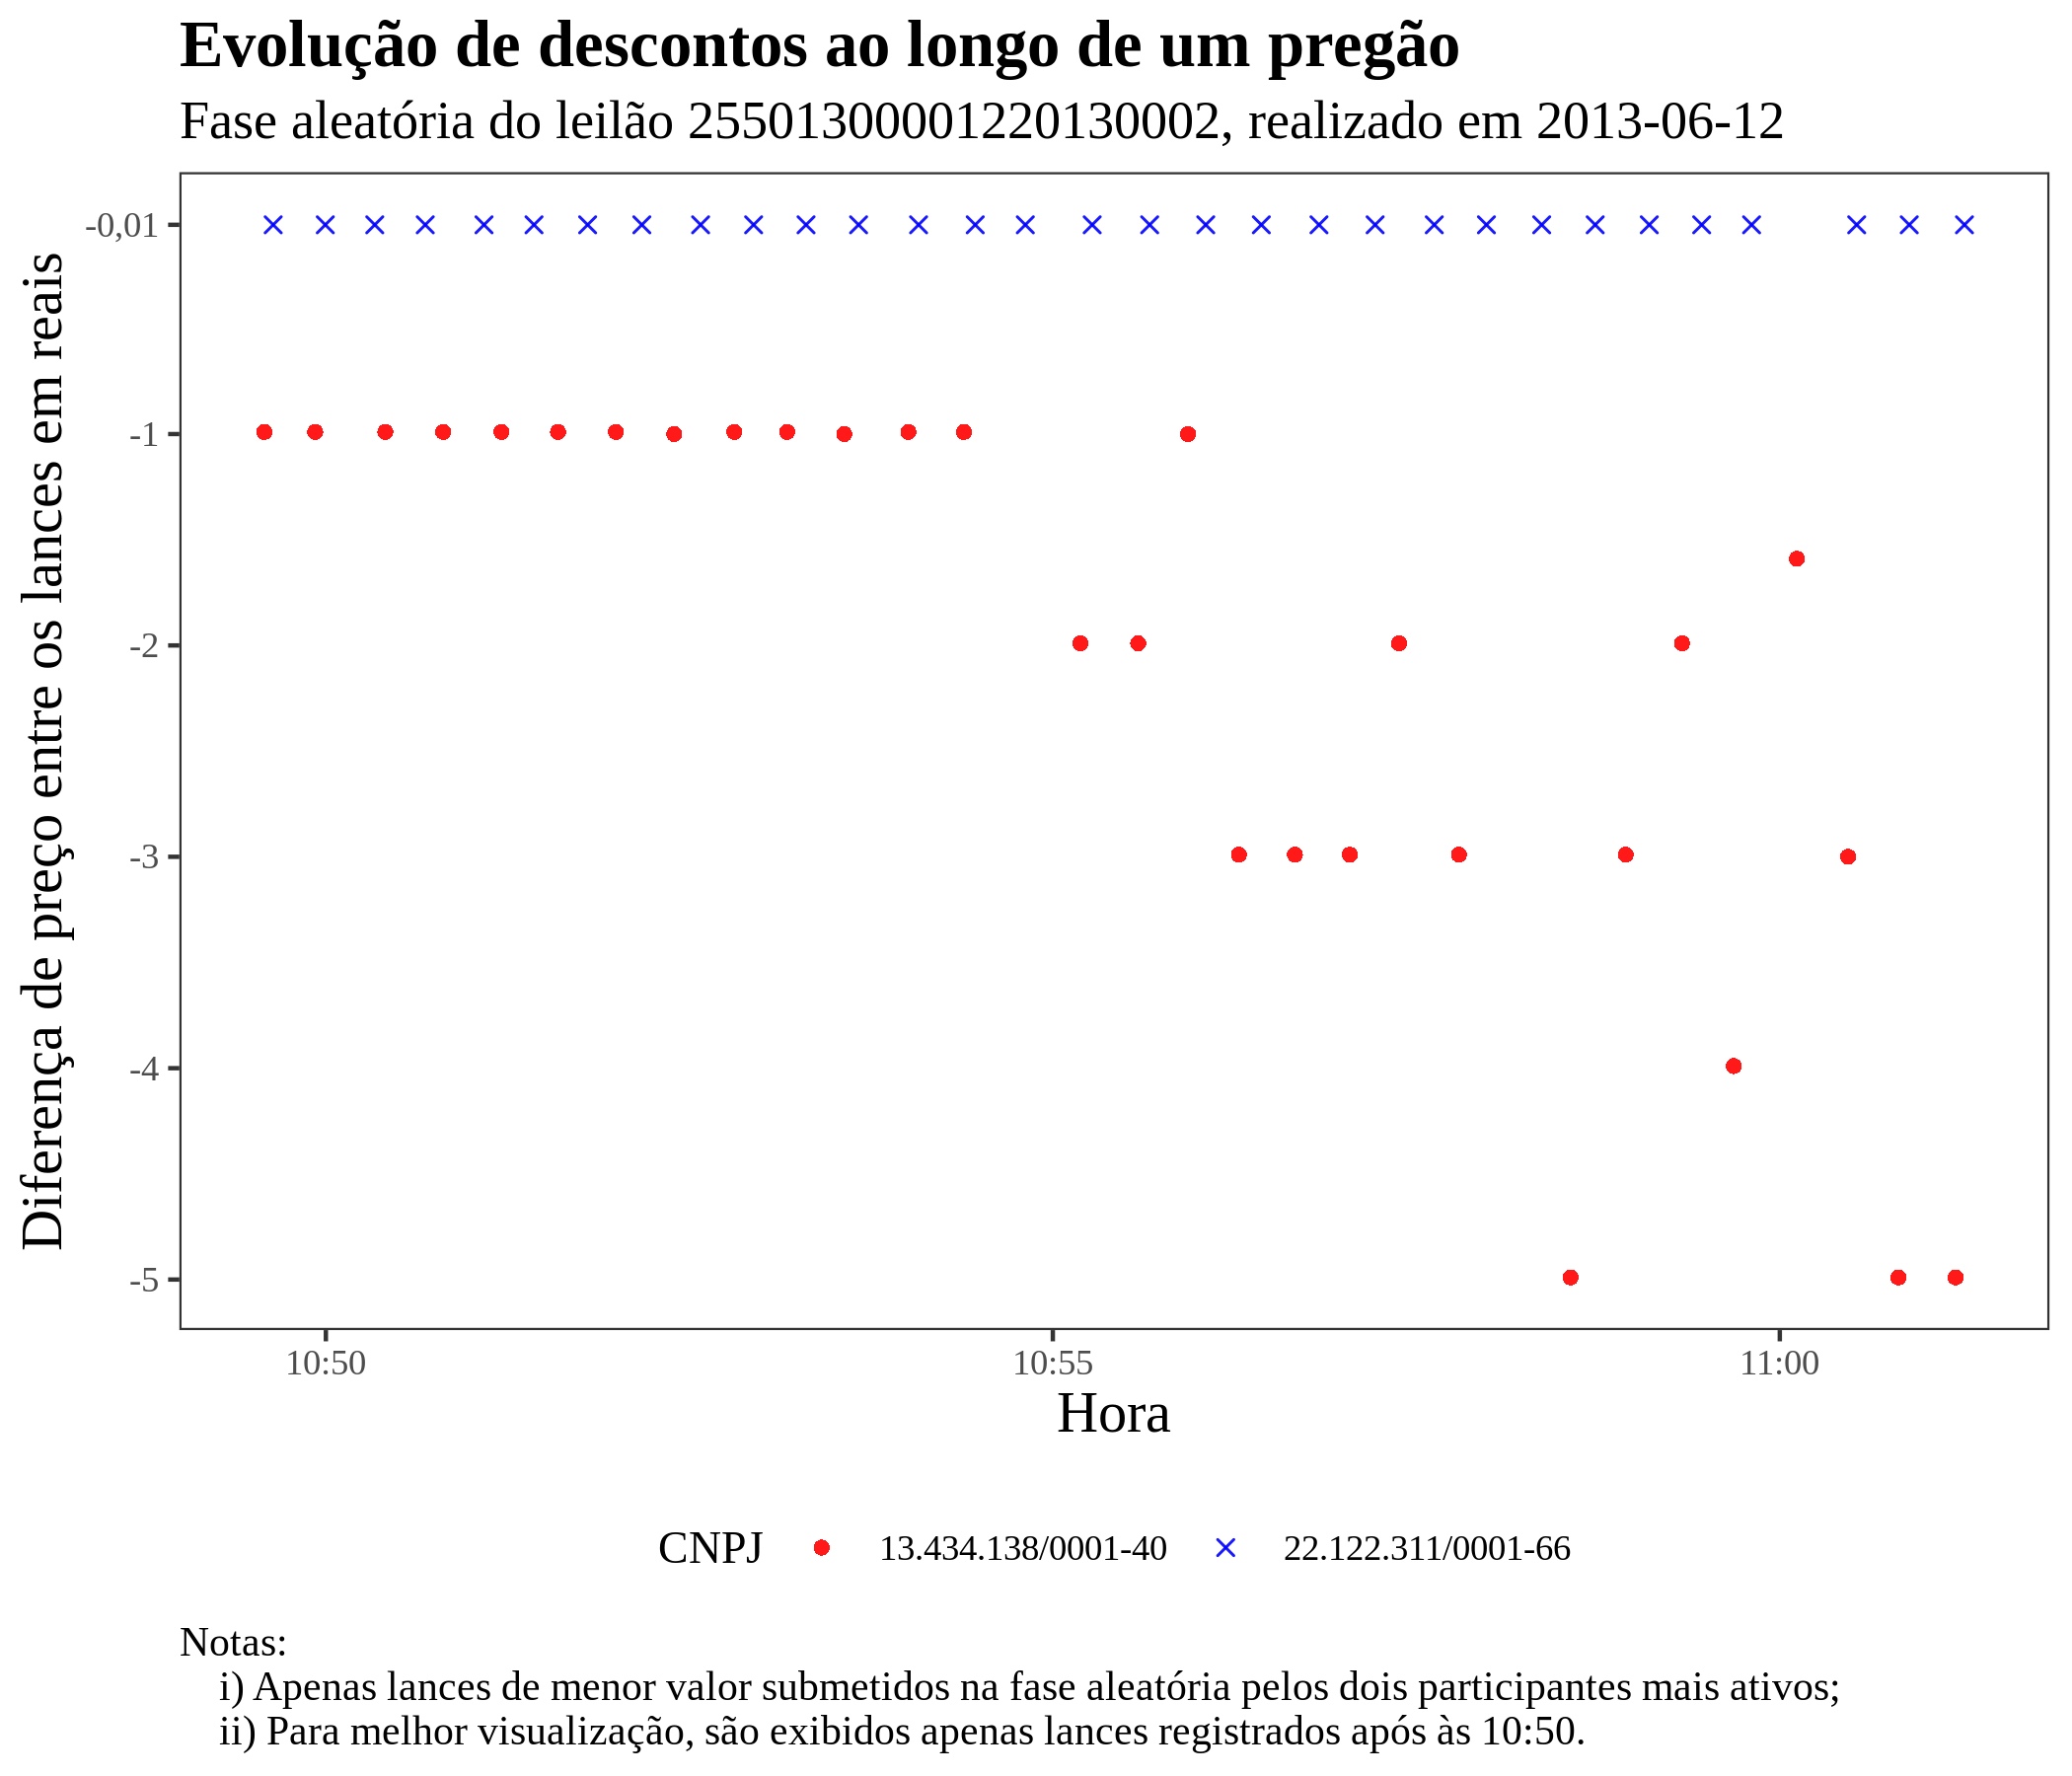 Evolução de descontos ao longo de um pregão
Fase aleatória do leilão 25501300001220130002, realizado em 2013-06-12
Diferença de preço entre os lances em reais
-0,01
-1
-2
-3
-4
-5
10:50
10:55
11:00
Hora
CNPJ 13.434.138/0001-40 22.122.311/0001-66
Notas:
i) Apenas lances de menor valor submetidos na fase aleatória pelos dois participantes mais ativos;
ii) Para melhor visualização, são exibidos apenas lances registrados após às 10:50.